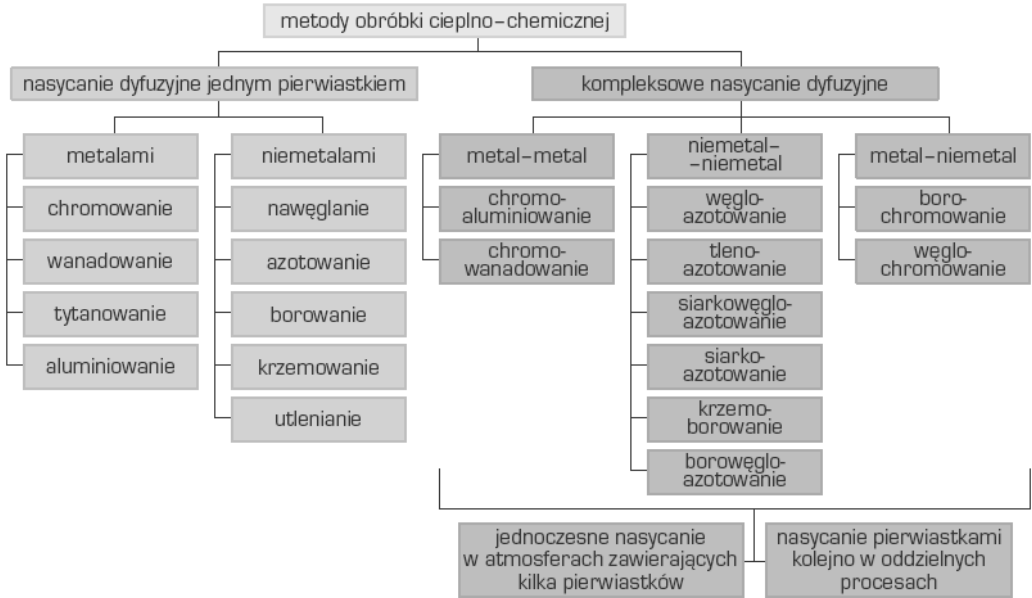 metody obróbki cieplno-chemicznej
nasycanie dyfuzyjne jednym pierwiastkiem
kompleksowe nasycanie dyfuzyjne
metalami
chromowanie
wanadowanie
tytanowanie
aluminiowanie
niemetalami
nawęglanie
azotowanie
borowanie
krzemowanie
utlenianie
metal-metal
chromo-
aluminiowanie
chromo-
wanadowanie
niemetal-
-niemetal
węglo-
azotowanie
tleno-
azotowanie
siarkowęglo-
azotowanie
siarko-
azotowanie
krzemo-
borowanie
borowęglo-
azotowanie
metal-niemetal
boro-
chromowanie
węglo-
chromowanie
jednoczesne nasycanie
w atmosferach zawierających
kilka pierwiastków
nasycanie pierwiastkami
kolejno w oddzielnych
procesach